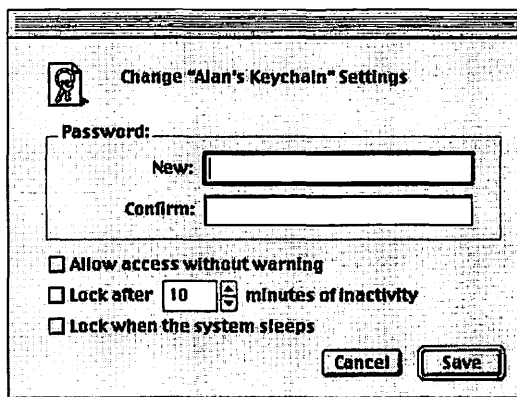 Change "Alan's Keychain" Settings
Password:
New:
Confirm:
Allow access without warning
Lock after 10 minutes of inactivity
Lock when the system sleeps
Cancel Save